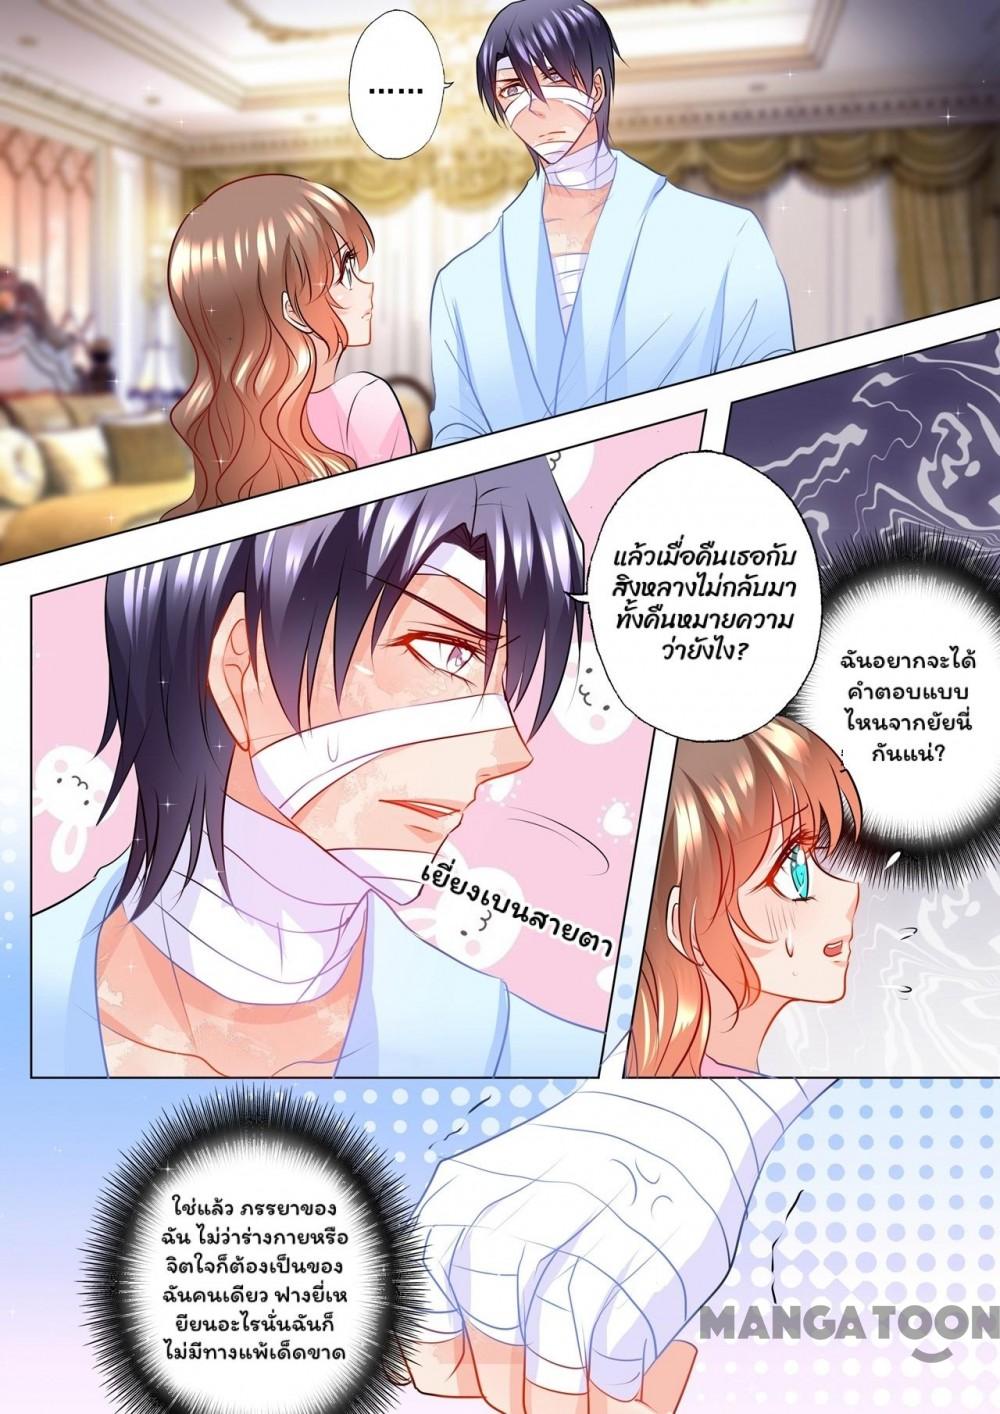 ......
แล้วเมื่อคืนเธอกับ
สิงหลางไม่กลับมา
ทั้งคืนหมายความ
ว่ายังไง?
ฉันอยากจะได้
คำตอบแบบ
ไหนจากยัยนี่
กันแน่?
เบี่ยงเบนสายตา
ใช่แล้ว ภรรยาของ
ฉัน ไม่ว่าร่างกายหรือ
จิตใจก็ต้องเป็นของ
ฉันคนเดียว ฟางยี่เห
ยียนอะไรนั่นฉันก็
ไม่มีทางแพ้เด็ดขาด
MANGATOON